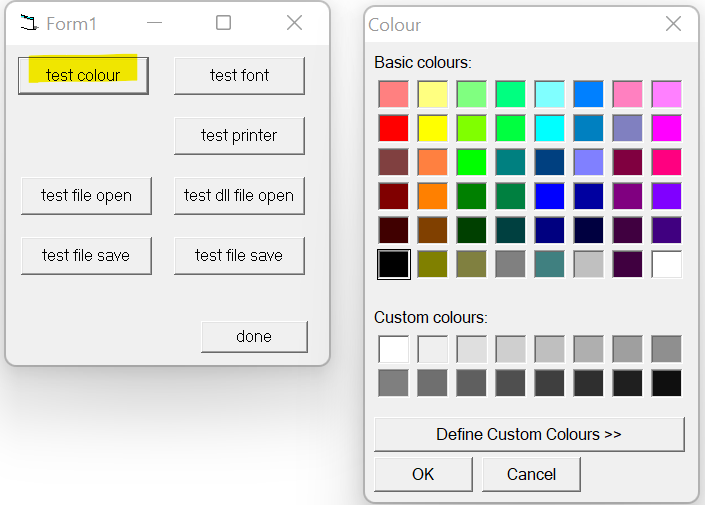 Form1
test colour
test font
test printer
test file open
test dll file open
test file save
test file save
done
Colour
Basic colours:
Custom colours:
Define Custom Colours >>
OK
Cancel